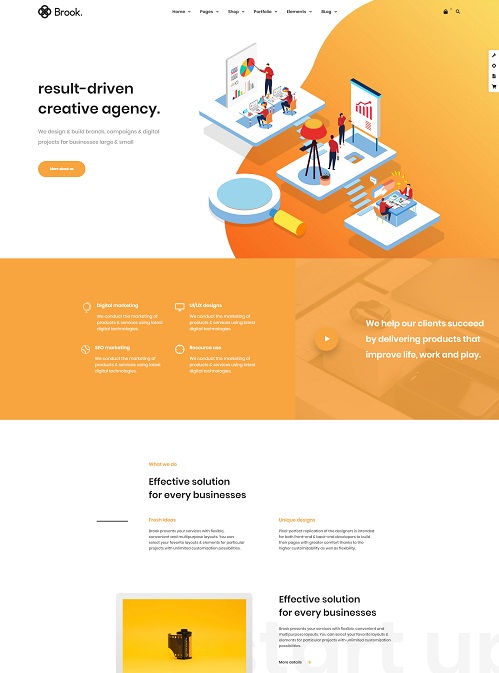 Brook.
Home Pages Shop Portfolio Elements Blog
result-driven
creative agency.
We design & build brands, campaigns & digital
projects for businesses large & small
More about us
Digital marketing
We conduct the marketing of
products & services using latest
digital technologies.
UI/UX designs
We conduct the marketing of
products & services using latest
digital technologies.
SEO marketing
We conduct the marketing of
products & services using latest
digital technologies.
Resource use
We conduct the marketing of
products & services using latest
digital technologies.
We help our clients succeed
by delivering products that
improve life, work and play.
What we do
Effective solution
for every businesses
Fresh ideas
Brook presents your services with flexible,
convenient and multipurpose layouts. You can
select your favorite layouts & elements for particular
projects with unlimited customization possibilities.
Unique designs
Pixel-perfect replication of the designers is intended
for both front-end & back-end developers to build
their pages with greater comfort thanks to the
higher customizability as well as flexibility.
Effective solution
for every businesses
Brook presents your services with flexible, convenient and
multipurpose layouts. You can select your favorite layouts &
elements for particular projects with unlimited customization
possibilities.
More details
start up